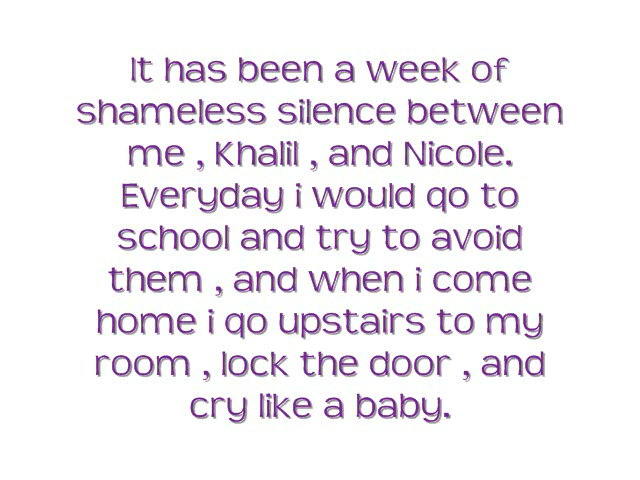 It has been a week of
shameless silence between
me , Khalil , and Nicole.
Everyday i would go to
school and try to avoid
them , and when i come
home i go upstairs to my
room , lock the door , and
cry like a baby.